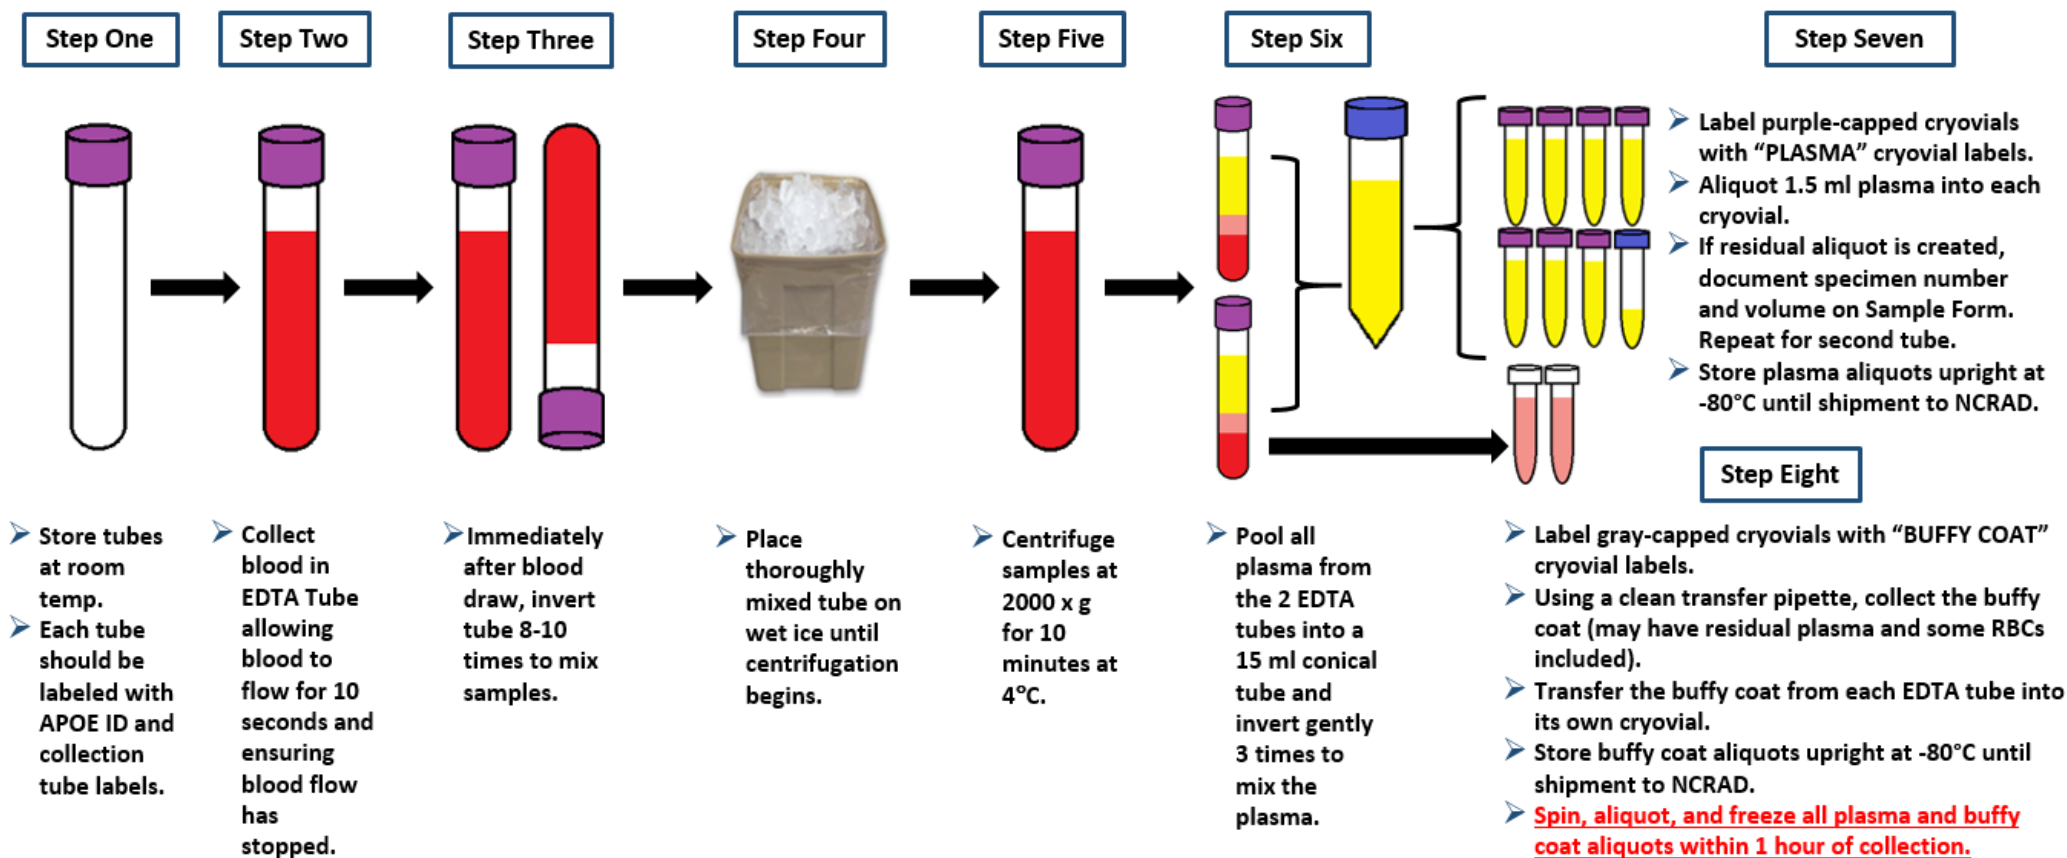 Step One
Step Two
Step Three
Step Four
Step Five
Step Six
Step Seven
Label purple-capped cryovials
with “PLASMA” cryovial labels.
Aliquot 1.5 ml plasma into each
cryovial.
If residual aliquot is created,
document specimen number
and volume on Sample Form.
Repeat for second tube.
Store plasma aliquots upright at
-80°C until shipment to NCRAD.
Store tubes
at room
temp.
Each tube
should be
labeled with
APOE ID and
collection
tube labels.
Collect
blood in
EDTA Tube
allowing
blood to
flow for 10
seconds and
ensuring
blood flow
has
stopped.
Immediately
after blood
draw, invert
tube 8-10
times to mix
samples.
Place
thoroughly
mixed tube on
wet ice until
centrifugation
begins.
Centrifuge
samples at
2000 x g
for 10
minutes at
4°C.
Pool all
plasma from
the 2 EDTA
tubes into a
15 ml conical
tube and
invert gently
3 times to
mix the
plasma.
Step Eight
Label gray-capped cryovials with “BUFFY COAT”
cryovial labels.
Using a clean transfer pipette, collect the buffy
coat (may have residual plasma and some RBCs
included).
Transfer the buffy coat from each EDTA tube into
its own cryovial.
Store buffy coat aliquots upright at -80°C until
shipment to NCRAD.
Spin, aliquot, and freeze all plasma and buffy
coat aliquots within 1 hour of collection.